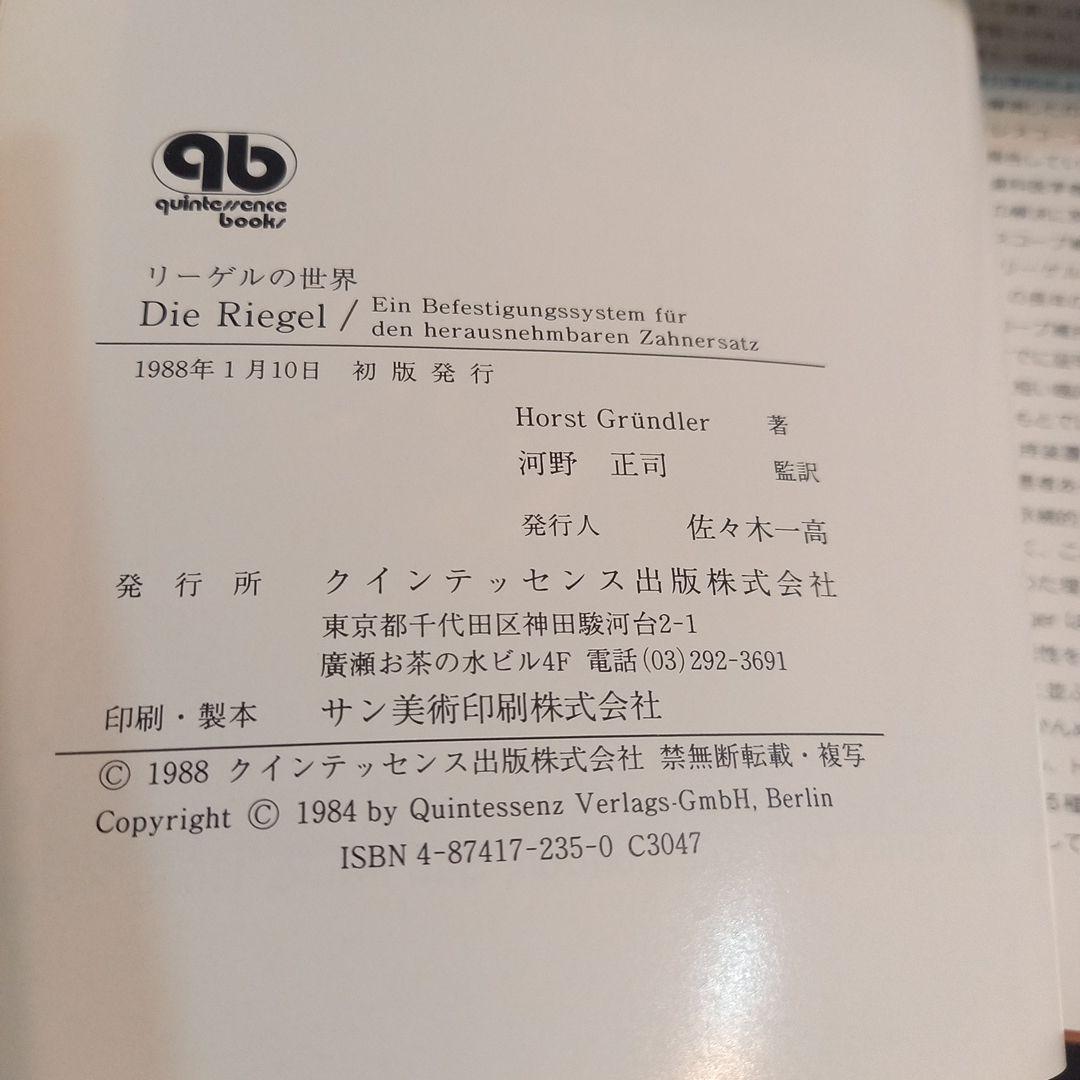 qb
quintessence
books
リーゲルの世界
Die Riegel / Ein Befestigungssystem für
den herausnehmbaren Zahnersatz
1988年1月10日 初版発行
Horst Gründler 著
河野 正司 監訳
発行人 佐々木一高
発行所 クインテッセンス出版株式会社
東京都千代田区神田駿河台2-1
廣瀬お茶の水ビル4F 電話(03)292-3691
印刷・製本 サン美術印刷株式会社
© 1988 クインテッセンス出版株式会社 禁無断転載・複写
Copyright © 1984 by Quintessenz Verlags-GmbH, Berlin
ISBN 4-87417-235-0 C3047